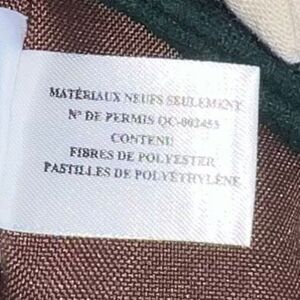 MATÉRIAUX NEUFS SEULEMENT
N° DE PERMIS QC-002455
CONTENU
FIBRES DE POLYESTER
PASTILLES DE POLYÉTHYLÈNE